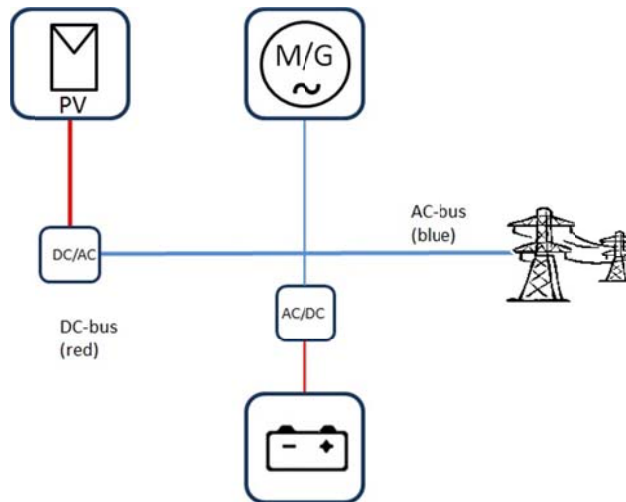 PV
M/G
~
DC/AC
AC-bus
(blue)
AC/DC
DC-bus
(red)
- +